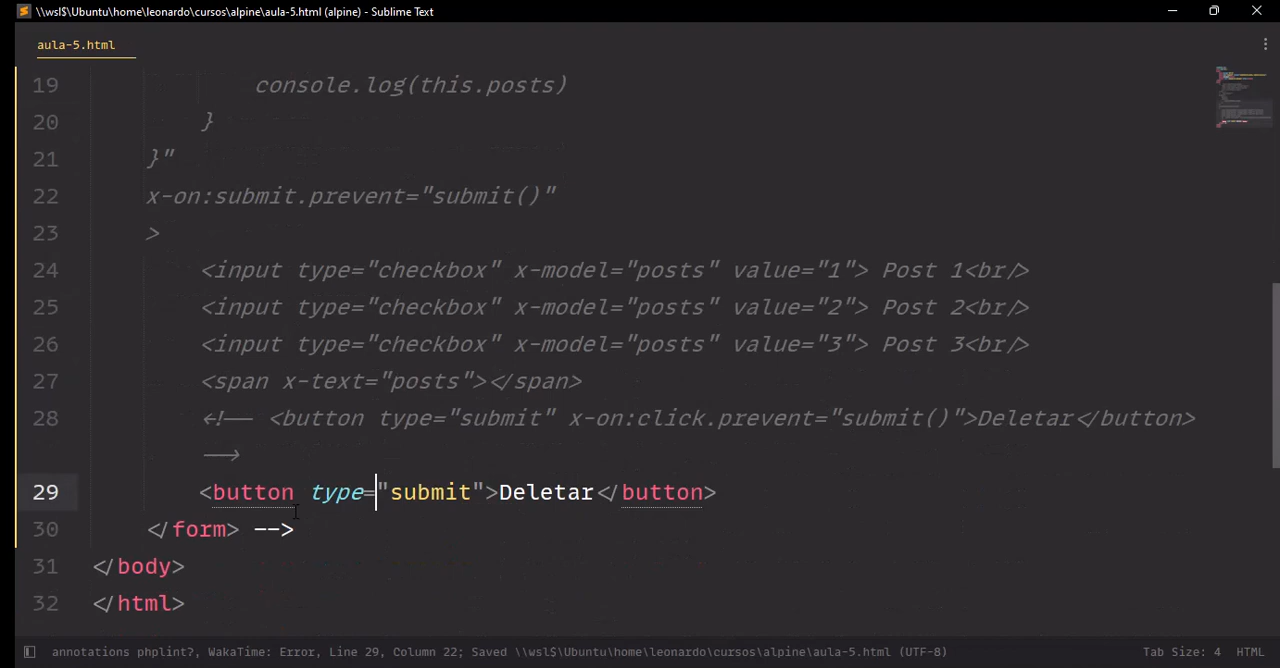 \\wsl$\Ubuntu\home\leonardo\cursos\alpine\aula-5.html (alpine) - Sublime Text
aula-5.html
19 console.log(this.posts)
20 }
21 }"
22 x-on:submit.prevent="submit()"
23 >
24 <input type="checkbox" x-model="posts" value="1"> Post 1<br/>
25 <input type="checkbox" x-model="posts" value="2"> Post 2<br/>
26 <input type="checkbox" x-model="posts" value="3"> Post 3<br/>
27 <span x-text="posts"></span>
28 <!-- <button type="submit" x-on:click.prevent="submit()">Deletar</button>
-->
29 <button type="submit">Deletar</button>
30 </form> -->
31 </body>
32 </html>
annotations phplint?, WakaTime: Error, Line 29, Column 22; Saved \\wsl$\Ubuntu\home\leonardo\cursos\alpine\aula-5.html (UTF-8) Tab Size: 4 HTML